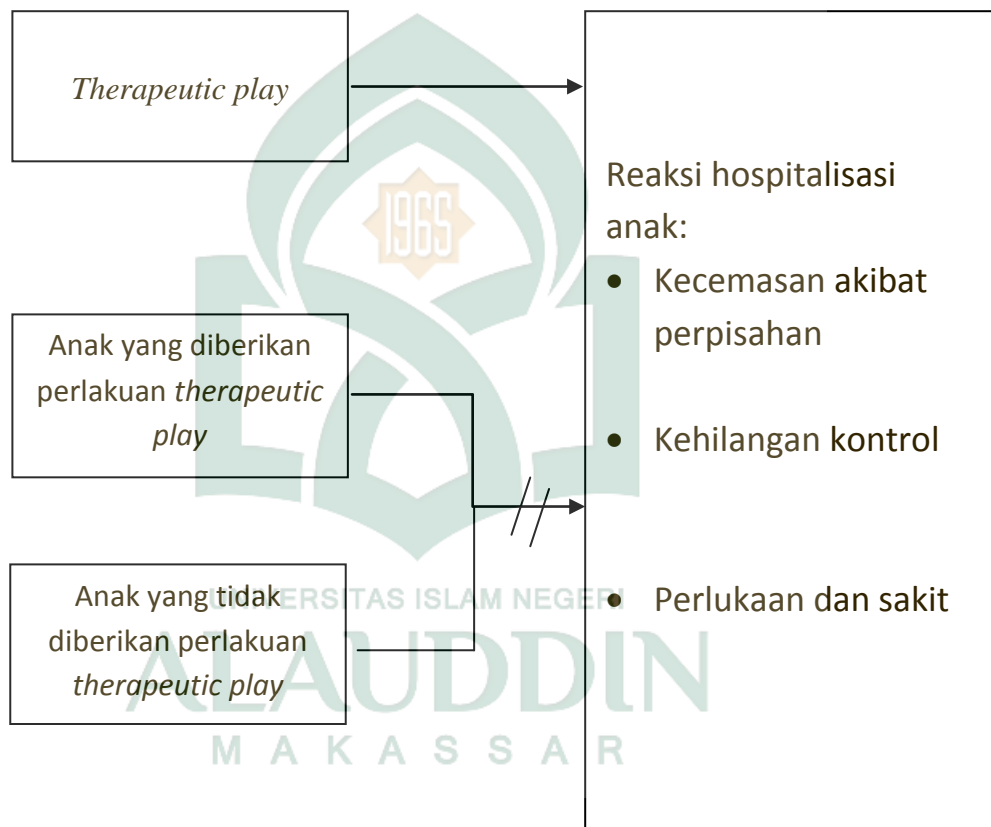 Therapeutic play
Anak yang diberikan
perlakuan therapeutic
play
Anak yang tidak
diberikan perlakuan
therapeutic play
Reaksi hospitalisasi
anak:
• Kecemasan akibat
perpisahan
• Kehilangan kontrol
• Perlukaan dan sakit
1965
UNIVERSITAS ISLAM NEGERI
ALAUDDIN
MAKASSAR